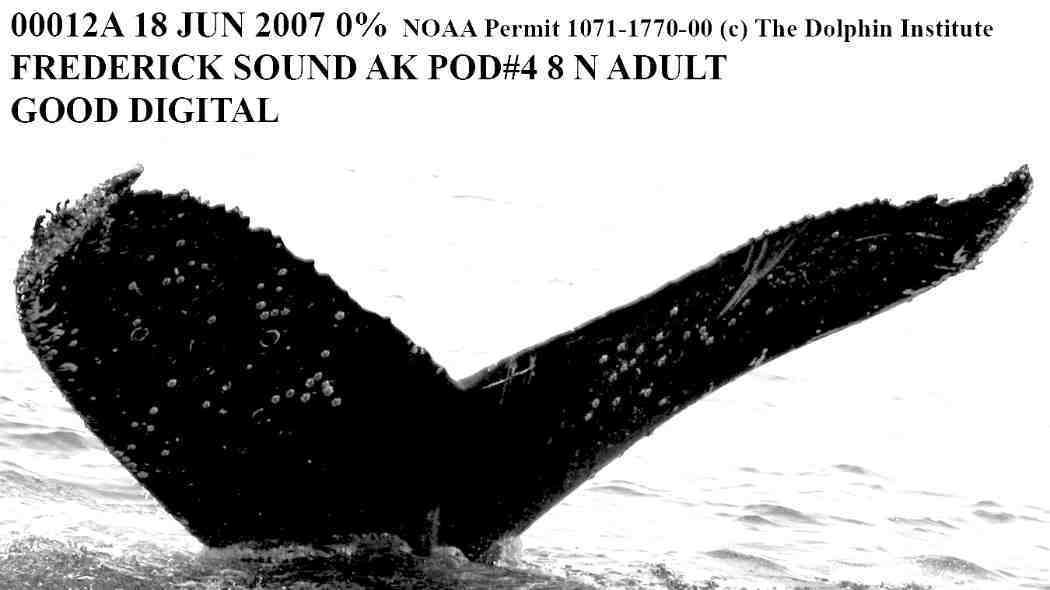 00012A 18 JUN 2007 0% NOAA Permit 1071-1770-00 (c) The Dolphin Institute
FREDERICK SOUND AK POD#4 8 N ADULT
GOOD DIGITAL